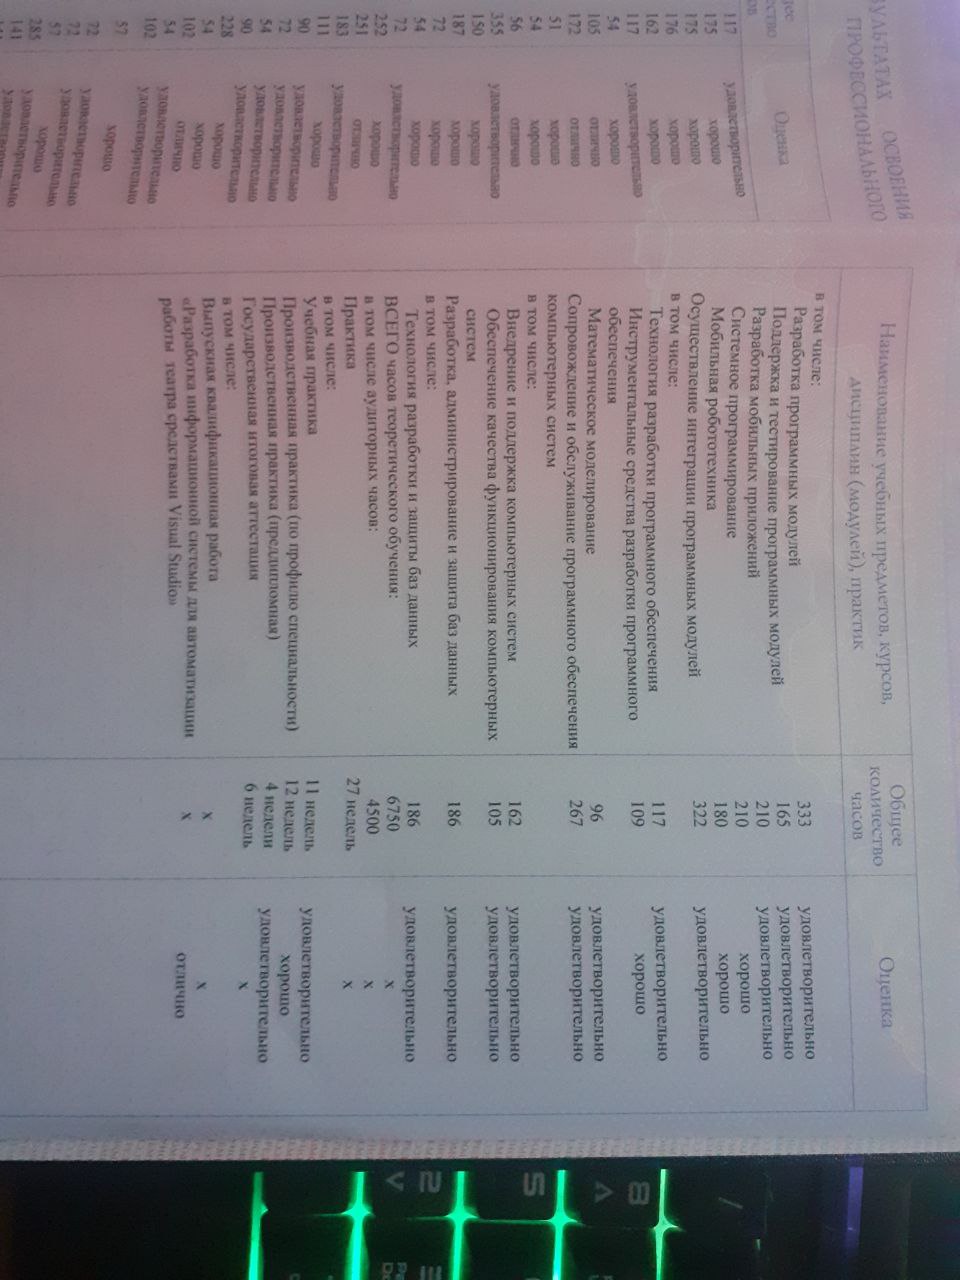 ОСВОЕНИЯ
ПРОФЕССИОНАЛЬНОГО
Оценка
117 удовлетворительно
175 хорошо
175 хорошо
176 хорошо
162 хорошо
117 удовлетворительно
54 хорошо
105 отлично
172 отлично
51 хорошо
54 хорошо
56 отлично
355 удовлетворительно
150 хорошо
187 хорошо
72 хорошо
54 хорошо
72 удовлетворительно
252 хорошо
251 отлично
183 удовлетворительно
111 хорошо
90 удовлетворительно
72 удовлетворительно
54 удовлетворительно
90 удовлетворительно
228 хорошо
54 хорошо
102 отлично
54 удовлетворительно
102 удовлетворительно
57 хорошо
72 удовлетворительно
72 удовлетворительно
57 хорошо
285 удовлетворительно
141 удовлетворительно
Наименование учебных предметов, курсов,
дисциплин (модулей), практик
Общее
количество
часов
Оценка
в том числе:
Разработка программных модулей 333 удовлетворительно
Поддержка и тестирование программных модулей 165 удовлетворительно
Разработка мобильных приложений 210 удовлетворительно
Системное программирование 210 хорошо
Мобильная робототехника 180 хорошо
Осуществление интеграции программных модулей 322 удовлетворительно
в том числе:
Технология разработки программного обеспечения 117 удовлетворительно
Инструментальные средства разработки программного 109 хорошо
обеспечения
Математическое моделирование 96 удовлетворительно
Сопровождение и обслуживание программного обеспечения 267 удовлетворительно
компьютерных систем
в том числе:
Внедрение и поддержка компьютерных систем 162 удовлетворительно
Обеспечение качества функционирования компьютерных 105 удовлетворительно
систем
Разработка, администрирование и защита баз данных 186 удовлетворительно
в том числе:
Технология разработки и защиты баз данных 186 удовлетворительно
ВСЕГО часов теоретического обучения: 6750 х
в том числе аудиторных часов: 4500 х
Практика 27 недель х
в том числе:
Учебная практика 11 недель удовлетворительно
Производственная практика (по профилю специальности) 12 недель хорошо
Производственная практика (преддипломная) 4 недели удовлетворительно
Государственная итоговая аттестация 6 недель х
в том числе:
Выпускная квалификационная работа х х
«Разработка информационной системы для автоматизации х отлично
работы театра средствами Visual Studio»
/
8
5
2